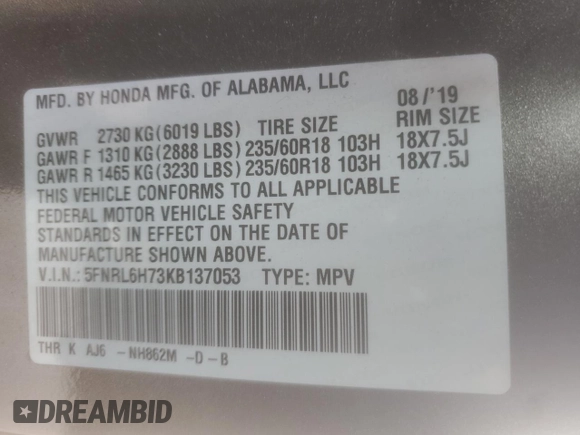 MFD. BY HONDA MFG. OF ALABAMA, LLC
08/'19
GVWR 2730 KG(6019 LBS) TIRE SIZE RIM SIZE
GAWR F 1310 KG(2888 LBS)235/60R18 103H 18X7.5J
GAWR R 1465 KG(3230 LBS)235/60R18 103H 18X7.5J
THIS VEHICLE CONFORMS TO ALL APPLICABLE
FEDERAL MOTOR VEHICLE SAFETY
STANDARDS IN EFFECT ON THE DATE OF
MANUFACTURE SHOWN ABOVE.
V.I.N.: 5FNRL6H73KB137053 TYPE: MPV
THR K AJ6 -NH862M -D-B
DREAMBID